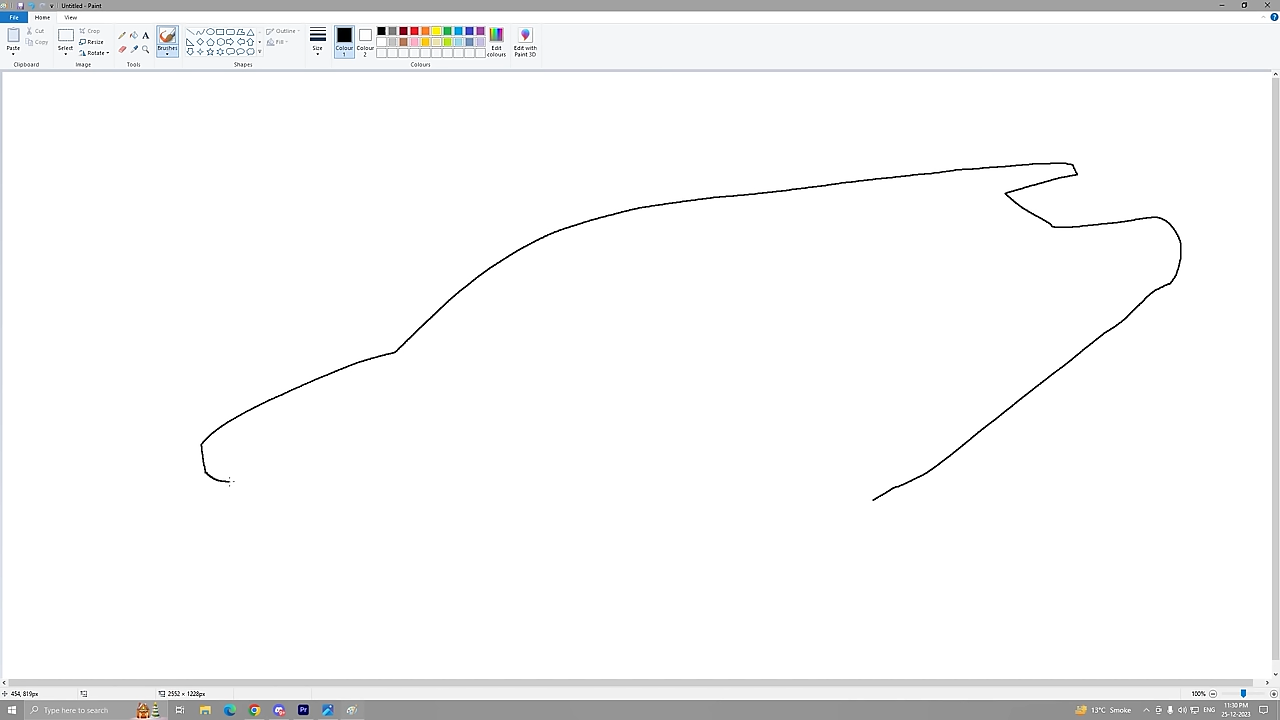 Untitled - Paint
File Home View
Paste
Cut
Copy
Clipboard
Select
Crop
Resize
Rotate
Image
Tools
Brushes
Shapes
Outline
Fill
Size
Colour 1
Colour 2
Colours
Edit colours
Edit with Paint 3D
454, 819px
2552 × 1228px
100%
Type here to search
13°C Smoke
ENG
11:30 PM
25-12-2023